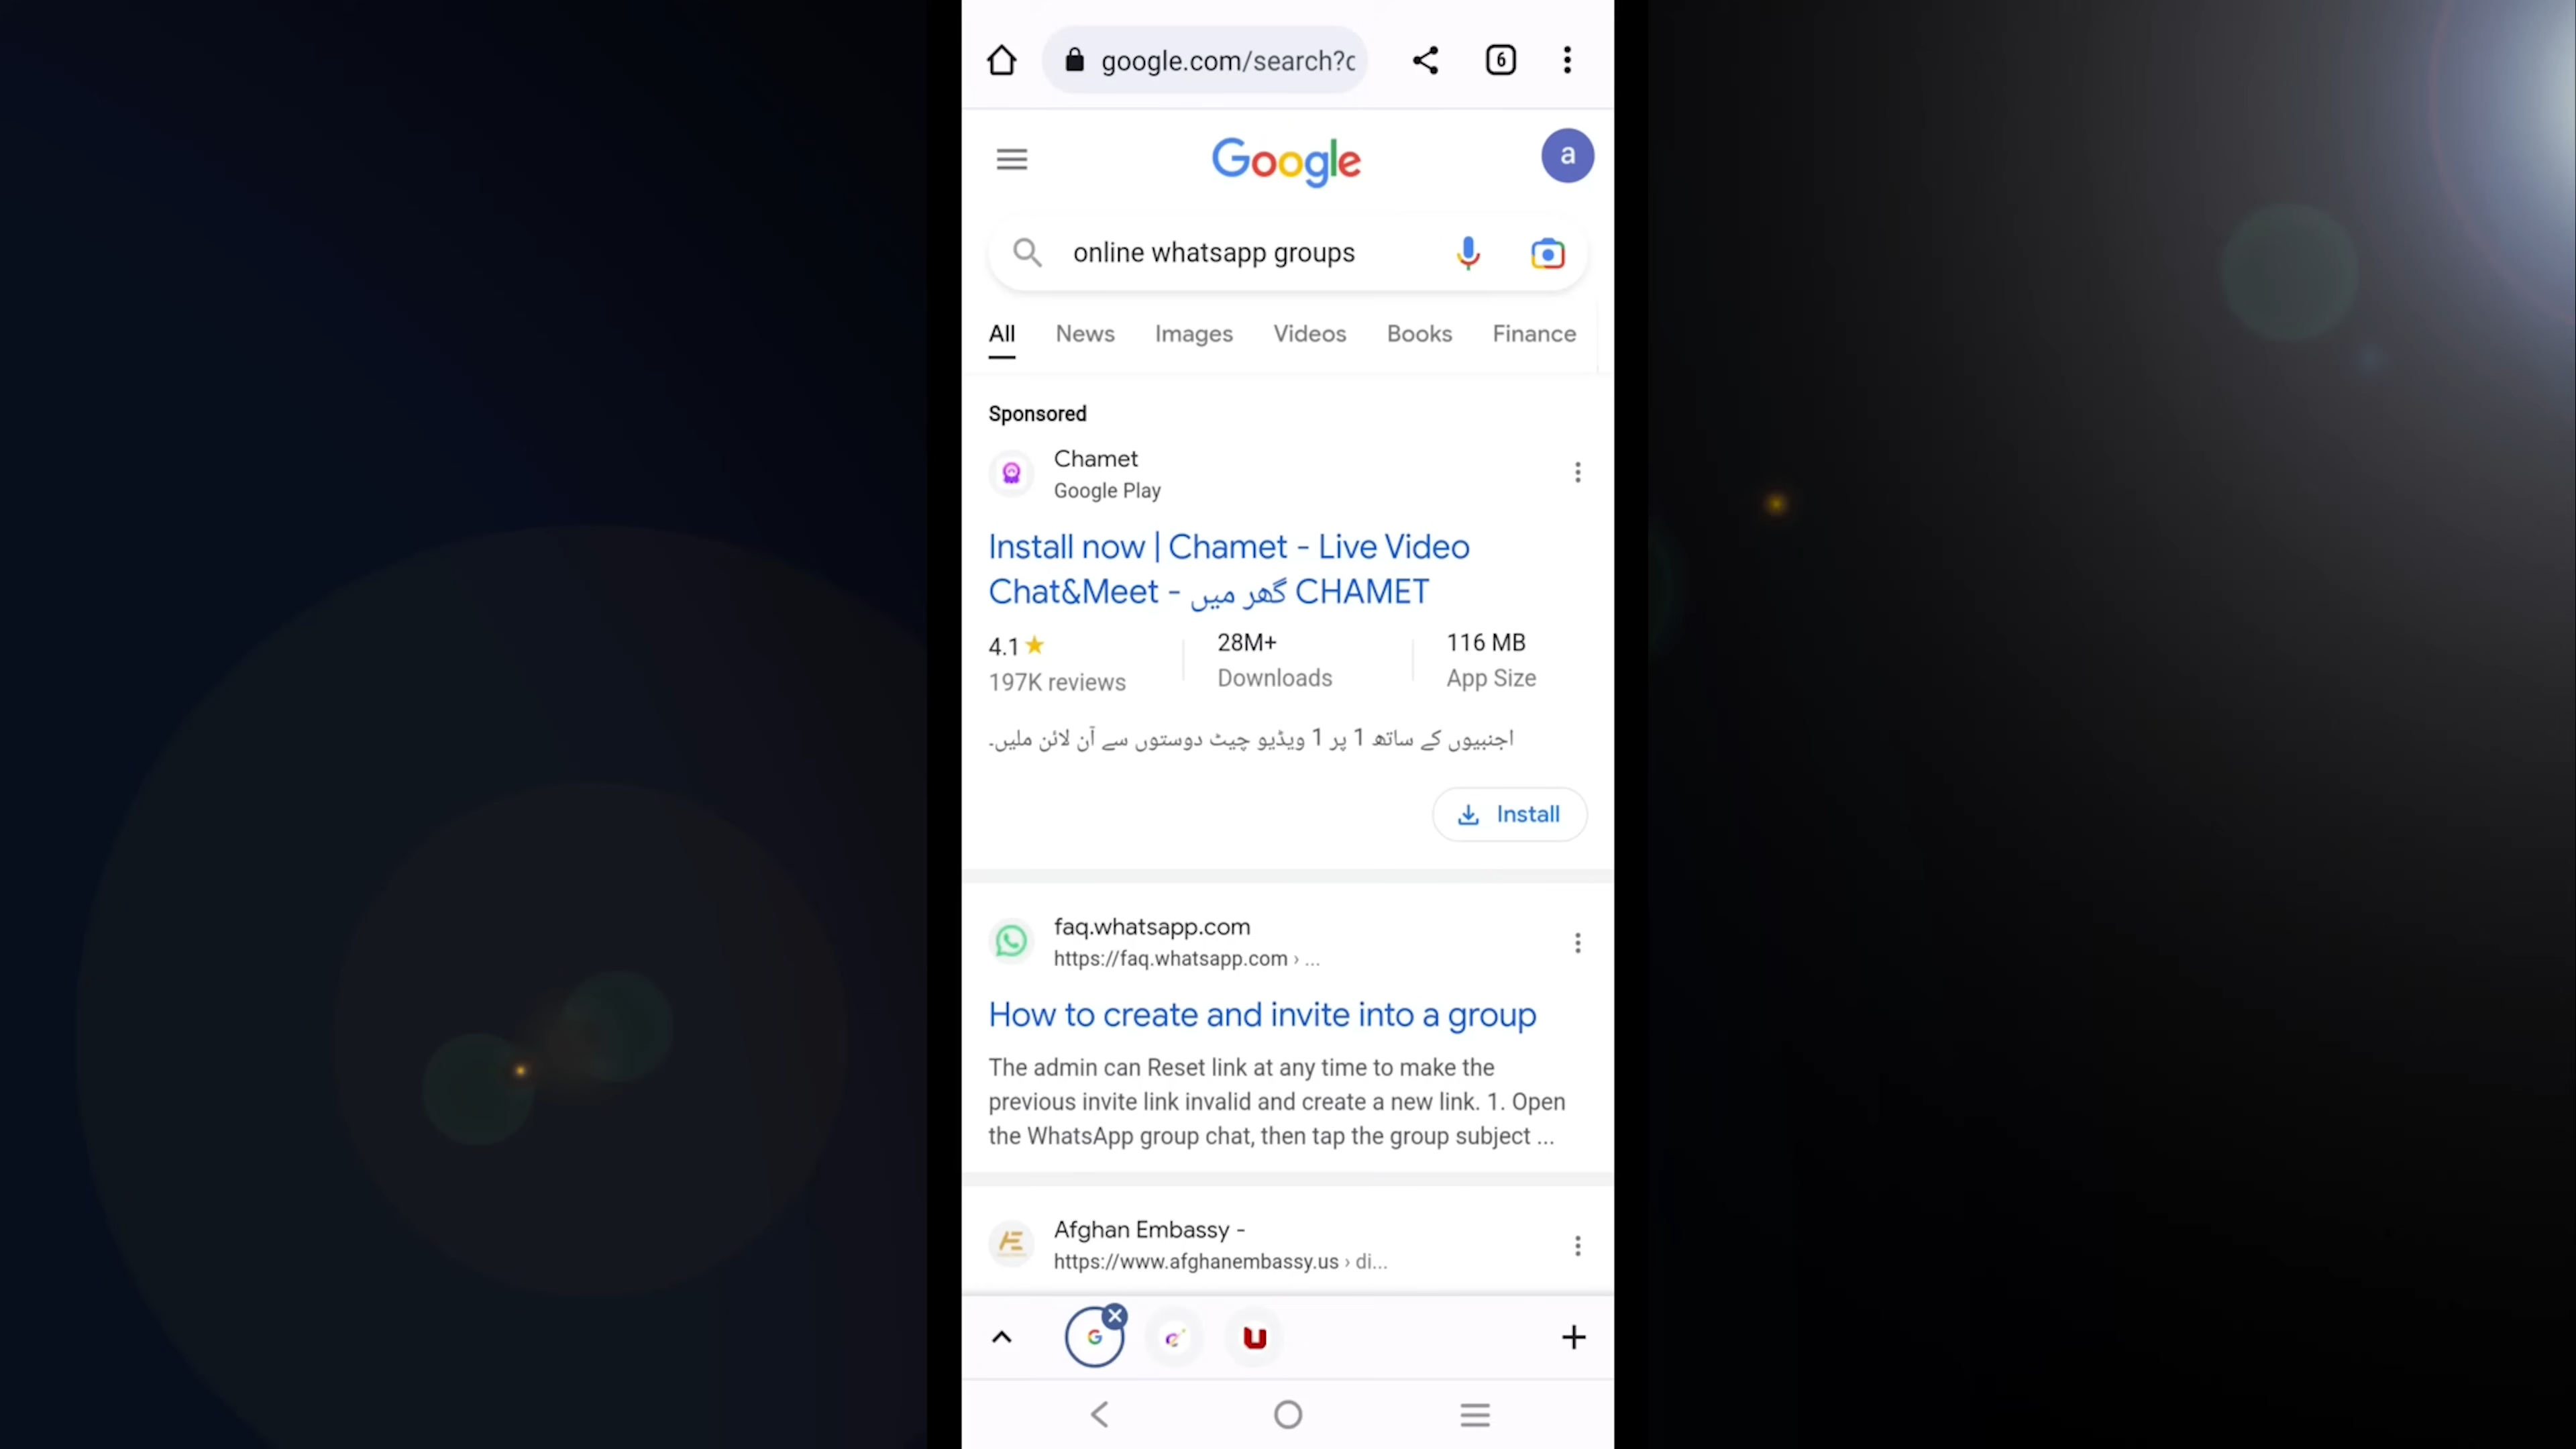 google.com/search?c
6
Google
a
online whatsapp groups
All News Images Videos Books Finance
Sponsored
Chamet
Google Play
Install now | Chamet - Live Video
Chat&Meet - گھر میں CHAMET
4.1★ 28M+ 116 MB
197K reviews Downloads App Size
اجنبیوں کے ساتھ 1 پر 1 ویڈیو چیٹ دوستوں سے آن لائن ملیں۔
Install
faq.whatsapp.com
https://faq.whatsapp.com › ...
How to create and invite into a group
The admin can Reset link at any time to make the
previous invite link invalid and create a new link. 1. Open
the WhatsApp group chat, then tap the group subject ...
Afghan Embassy -
https://www.afghanembassy.us › di...